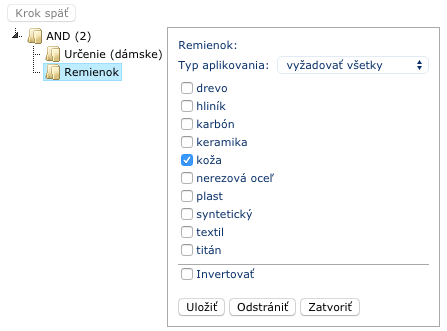 Krok späť
AND (2)
Určenie (dámske)
Remienok
Remienok:
Typ aplikovania: vyžadovať všetky
drevo
hliník
karbón
keramika
koža
nerezová oceľ
plast
syntetický
textil
titán
Invertovať
Uložiť Odstrániť Zatvoriť